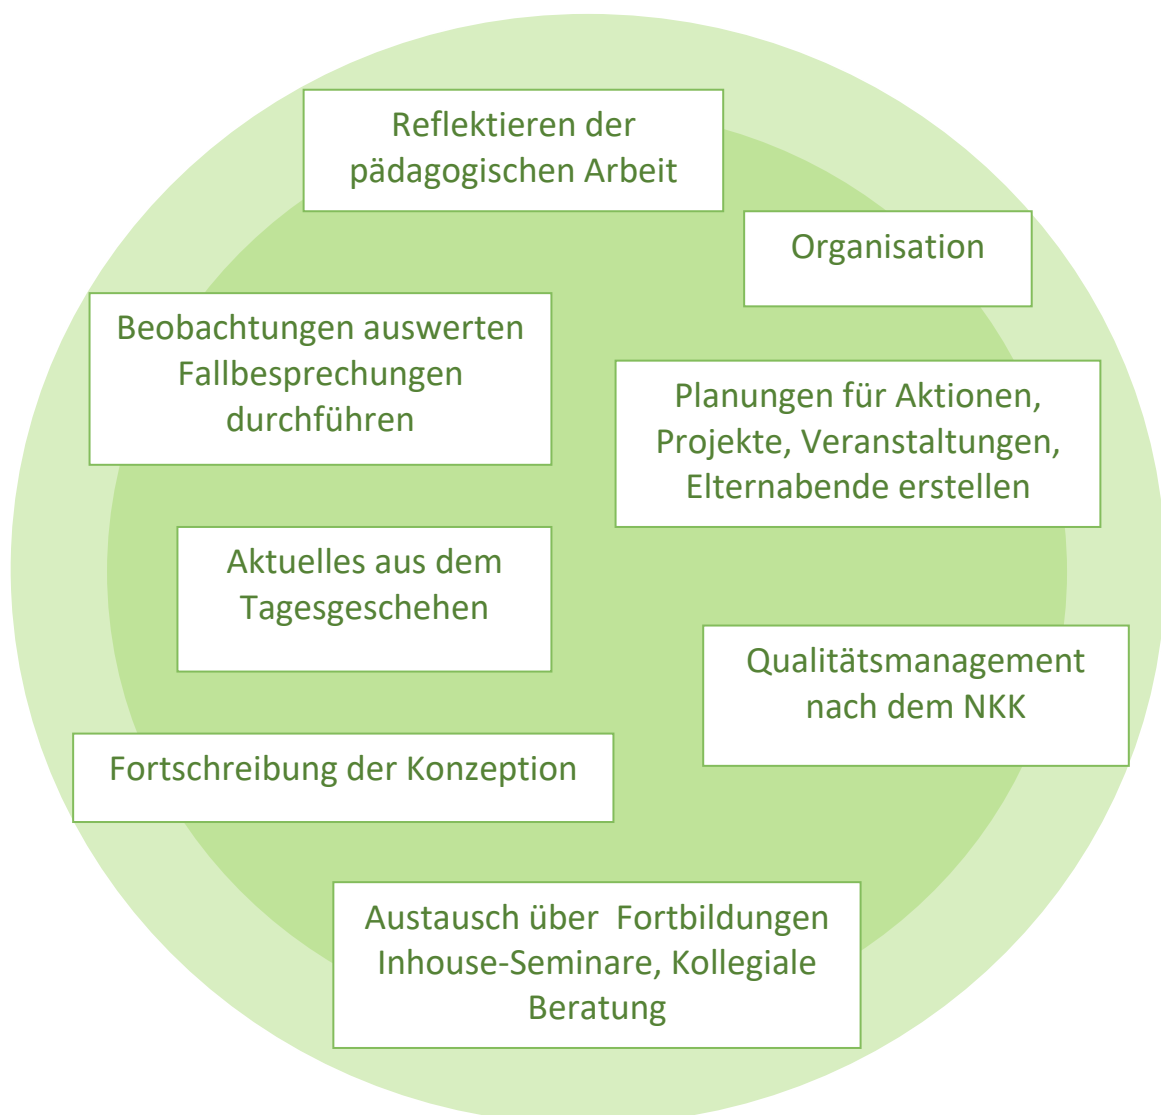 Reflektieren der
pädagogischen Arbeit
Organisation
Beobachtungen auswerten
Fallbesprechungen
durchführen
Planungen für Aktionen,
Projekte, Veranstaltungen,
Elternabende erstellen
Aktuelles aus dem
Tagesgeschehen
Qualitätsmanagement
nach dem NKK
Fortschreibung der Konzeption
Austausch über Fortbildungen
Inhouse-Seminare, Kollegiale
Beratung